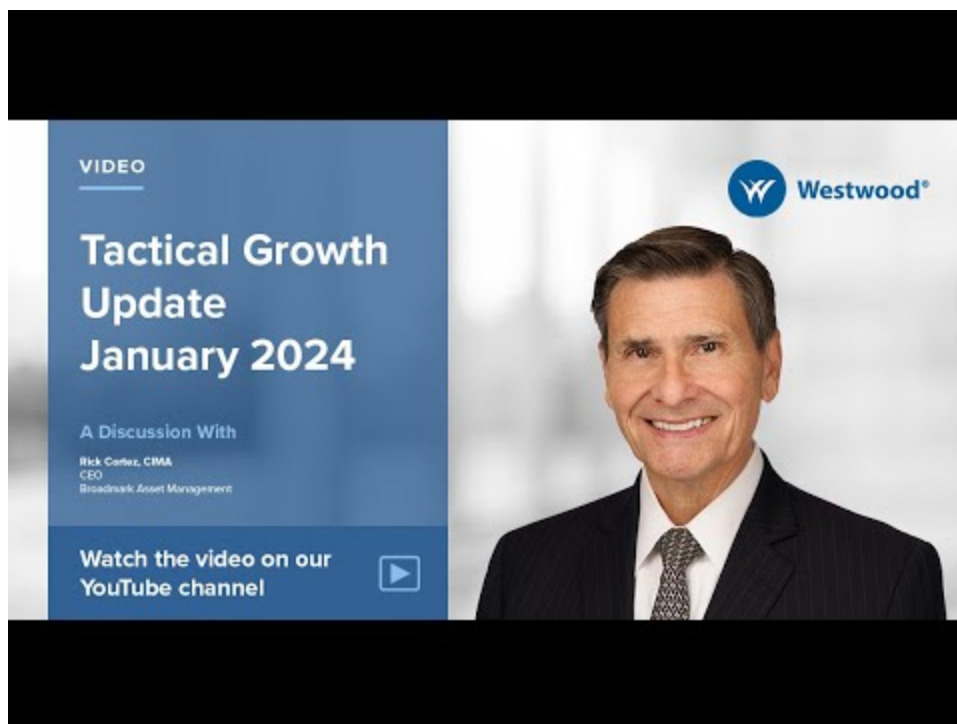 VIDEO
Tactical Growth
Update
January 2024
A Discussion With
Rick Cortez, CIMA
CEO
Broadmark Asset Management
Watch the video on our
YouTube channel
Westwood®